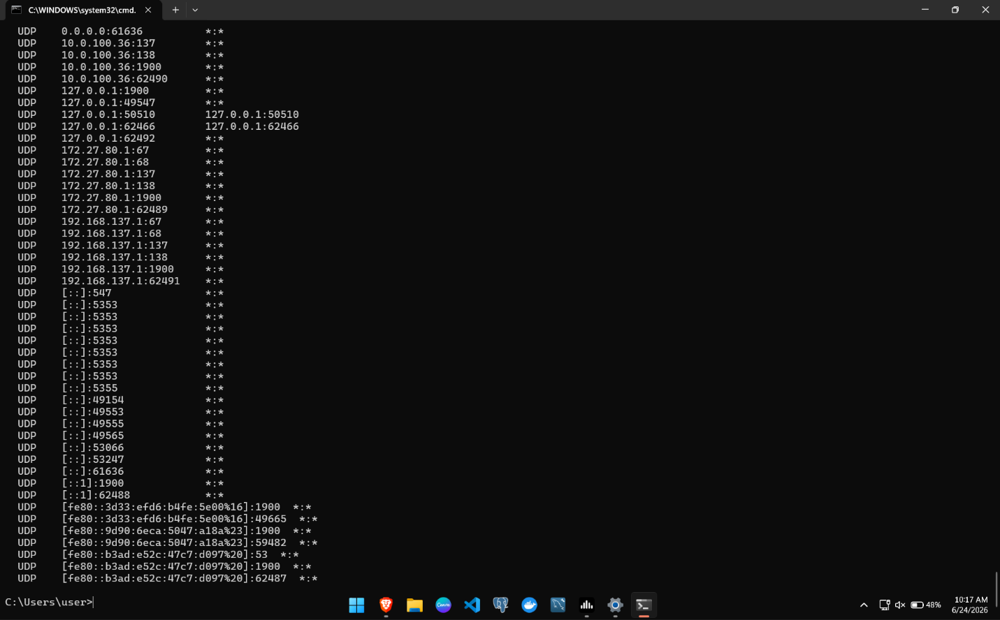 C:\WINDOWS\system32\cmd.
UDP    0.0.0.0:61636          *:*
UDP    10.0.100.36:137        *:*
UDP    10.0.100.36:138        *:*
UDP    10.0.100.36:1900       *:*
UDP    10.0.100.36:62490      *:*
UDP    127.0.0.1:1900         *:*
UDP    127.0.0.1:49547        *:*
UDP    127.0.0.1:50510        127.0.0.1:50510
UDP    127.0.0.1:62466        127.0.0.1:62466
UDP    127.0.0.1:62492        *:*
UDP    172.27.80.1:67         *:*
UDP    172.27.80.1:68         *:*
UDP    172.27.80.1:137        *:*
UDP    172.27.80.1:138        *:*
UDP    172.27.80.1:1900       *:*
UDP    172.27.80.1:62489      *:*
UDP    192.168.137.1:67       *:*
UDP    192.168.137.1:68       *:*
UDP    192.168.137.1:137      *:*
UDP    192.168.137.1:138      *:*
UDP    192.168.137.1:1900     *:*
UDP    192.168.137.1:62491    *:*
UDP    [::]:547               *:*
UDP    [::]:5353              *:*
UDP    [::]:5353              *:*
UDP    [::]:5353              *:*
UDP    [::]:5353              *:*
UDP    [::]:5353              *:*
UDP    [::]:5353              *:*
UDP    [::]:5353              *:*
UDP    [::]:5355              *:*
UDP    [::]:49154             *:*
UDP    [::]:49553             *:*
UDP    [::]:49555             *:*
UDP    [::]:49565             *:*
UDP    [::]:53066             *:*
UDP    [::]:53247             *:*
UDP    [::]:61636             *:*
UDP    [::1]:1900             *:*
UDP    [::1]:62488            *:*
UDP    [fe80::3d33:efd6:b4fe:5e00%16]:1900  *:*
UDP    [fe80::3d33:efd6:b4fe:5e00%16]:49665  *:*
UDP    [fe80::9d90:6eca:5047:a18a%23]:1900  *:*
UDP    [fe80::9d90:6eca:5047:a18a%23]:59482  *:*
UDP    [fe80::b3ad:e52c:47c7:d097%20]:53  *:*
UDP    [fe80::b3ad:e52c:47c7:d097%20]:1900  *:*
UDP    [fe80::b3ad:e52c:47c7:d097%20]:62487  *:*
C:\Users\user>
Canva
48%
10:17 AM
6/24/2026